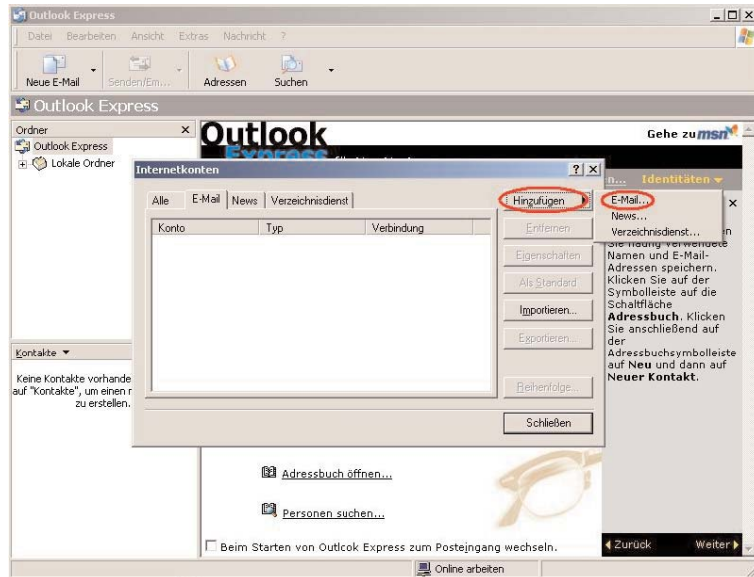 Outlook Express
Datei Bearbeiten Ansicht Extras Nachricht ?
Neue E-Mail Senden/Em... Adressen Suchen
Outlook Express
Ordner
Outlook Express
Lokale Ordner
Kontakte
Keine Kontakte vorhande
auf "Kontakte", um einen
zu erstellen.
Outlook
Express
Gehe zu msn
Identitäten
Internetkonten
Alle E-Mail News Verzeichnisdienst
Konto Typ Verbindung
Hinzufügen
Entfernen
Eigenschaften
Als Standard
Importieren...
Exportieren...
Reihenfolge...
Schließen
E-Mail...
News...
Verzeichnisdienst...
Sie häufig verwendete
Namen und E-Mail-
Adressen speichern.
Klicken Sie auf der
Symbolleiste auf die
Schaltfläche
Adressbuch. Klicken
Sie anschließend auf
der
Adressbuchsymbolleiste
auf Neu und dann auf
Neuer Kontakt.
Adressbuch öffnen...
Personen suchen...
Beim Starten von Outlook Express zum Posteingang wechseln.
Zurück Weiter
Online arbeiten